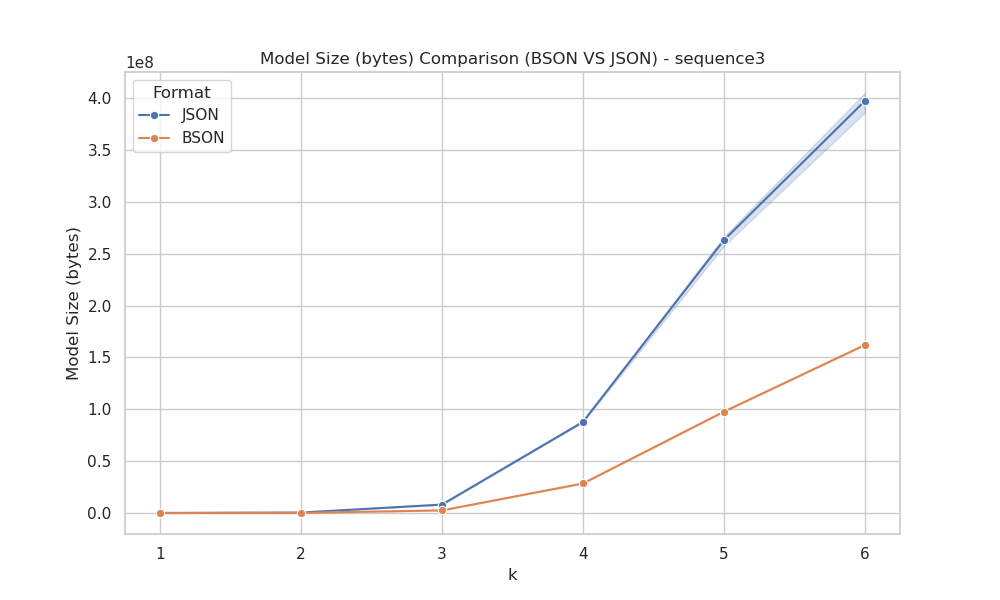 Model Size (bytes) Comparison (BSON VS JSON) - sequence3
1e8
Format
JSON
BSON
4.0
3.5
3.0
2.5
2.0
1.5
1.0
0.5
0.0
Model Size (bytes)
1 2 3 4 5 6
k